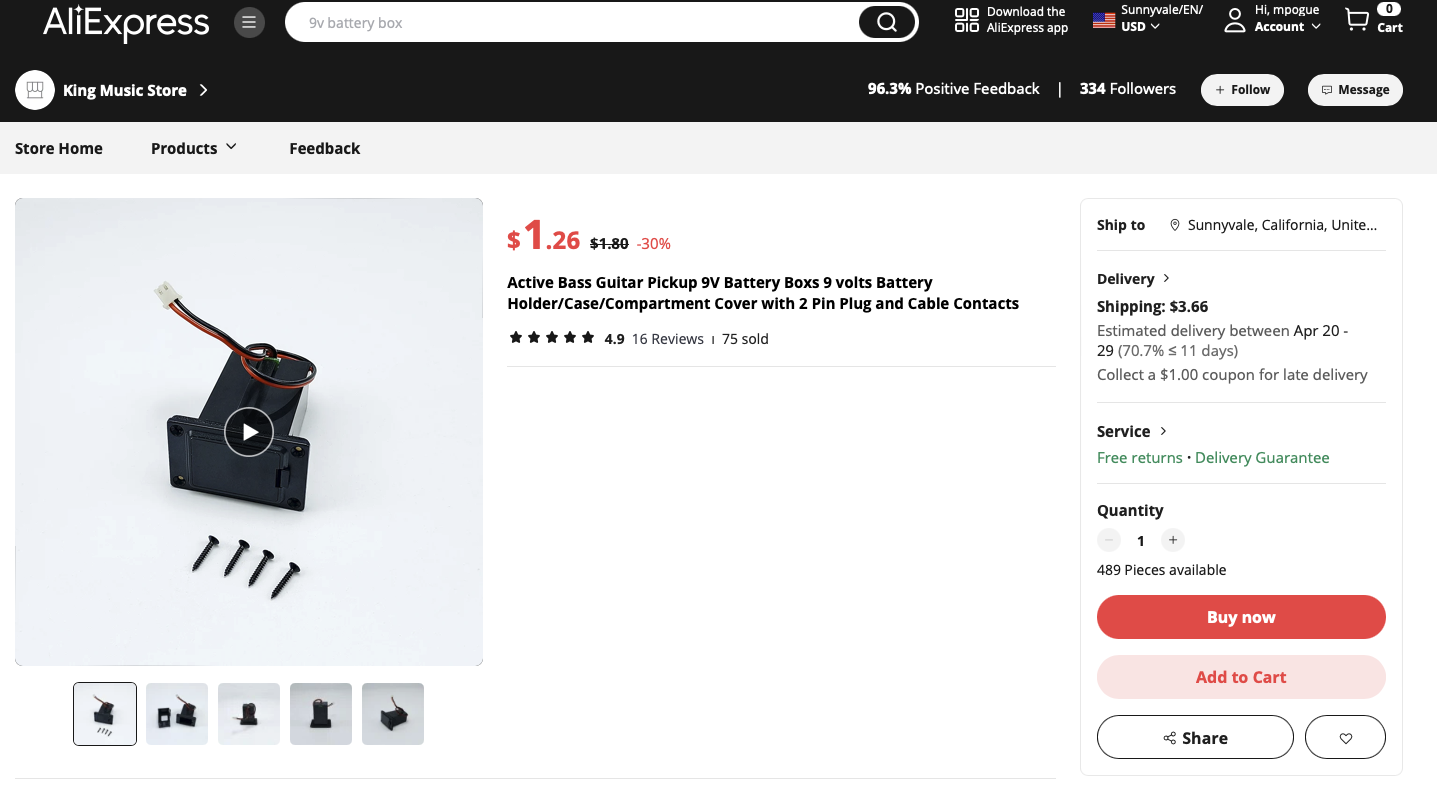 AliExpress
9v battery box
Download the
AliExpress app
Sunnyvale/EN/
USD
Hi, mpogue
Account
0
Cart
King Music Store
96.3% Positive Feedback | 334 Followers
+ Follow
Message
Store Home
Products
Feedback
$1.26 $1.80 -30%
Active Bass Guitar Pickup 9V Battery Boxs 9 volts Battery
Holder/Case/Compartment Cover with 2 Pin Plug and Cable Contacts
4.9 16 Reviews 75 sold
Ship to Sunnyvale, California, Unite...
Delivery
Shipping: $3.66
Estimated delivery between Apr 20 -
29 (70.7% ≤ 11 days)
Collect a $1.00 coupon for late delivery
Service
Free returns · Delivery Guarantee
Quantity
1
489 Pieces available
Buy now
Add to Cart
Share